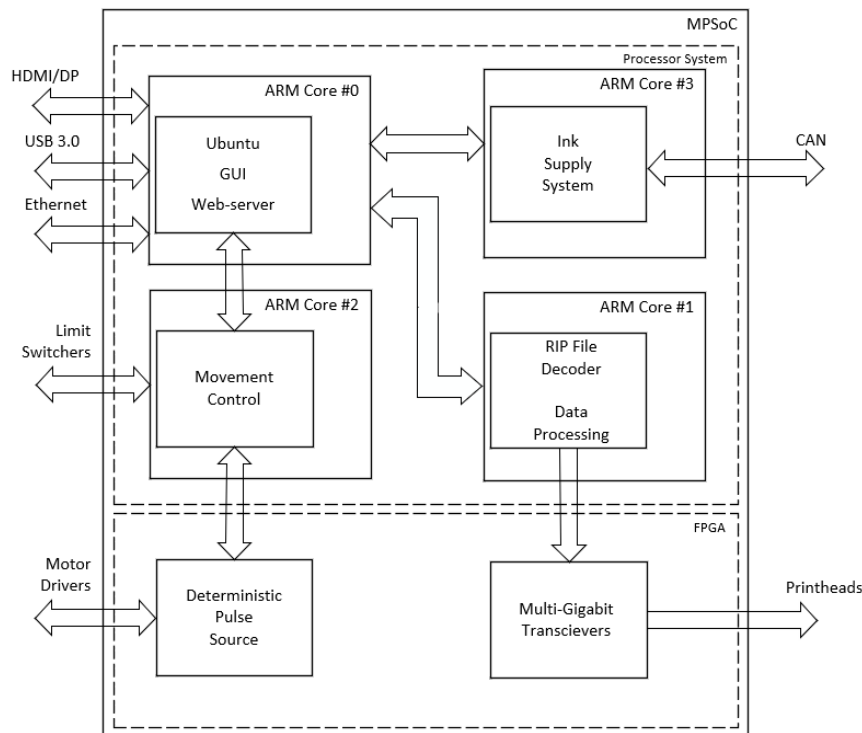 MPSoC
Processor System
HDMI/DP
USB 3.0
Ethernet
ARM Core #0
Ubuntu
GUI
Web-server
ARM Core #3
Ink
Supply
System
CAN
Limit
Switchers
ARM Core #2
Movement
Control
ARM Core #1
RIP File
Decoder
Data
Processing
FPGA
Motor
Drivers
Deterministic
Pulse
Source
Multi-Gigabit
Transcievers
Printheads